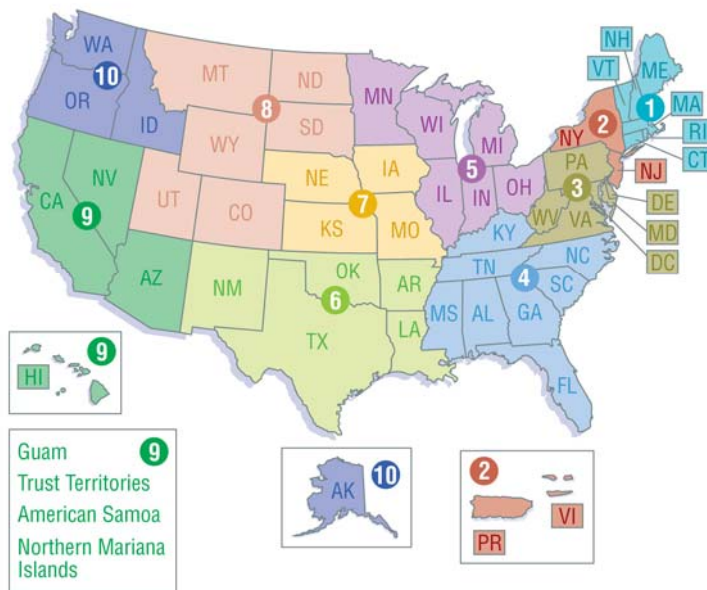 WA
10
OR
ID
MT
ND
8
SD
WY
UT
CO
MN
WI
MI
5
IL
IN
OH
NE
IA
7
KS
MO
CA
NV
9
AZ
NM
OK
AR
6
TX
LA
KY
TN
NC
4
SC
MS
AL
GA
FL
NH
VT
ME
1
MA
RI
CT
2
NY
NJ
PA
3
WV
VA
DE
MD
DC
9
HI
Guam 9
Trust Territories
American Samoa
Northern Mariana
Islands
AK
10
2
VI
PR